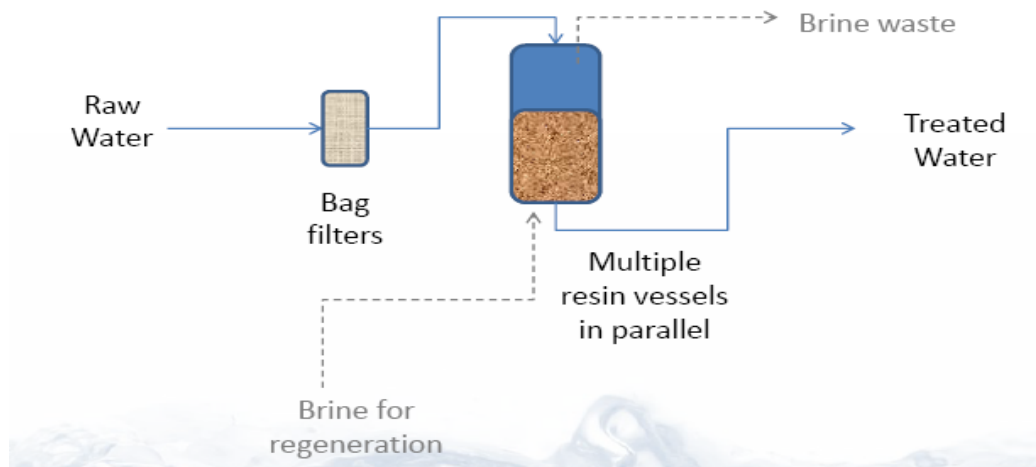 Brine waste
Raw
Water
Treated
Water
Bag
filters
Multiple
resin vessels
in parallel
Brine for
regeneration